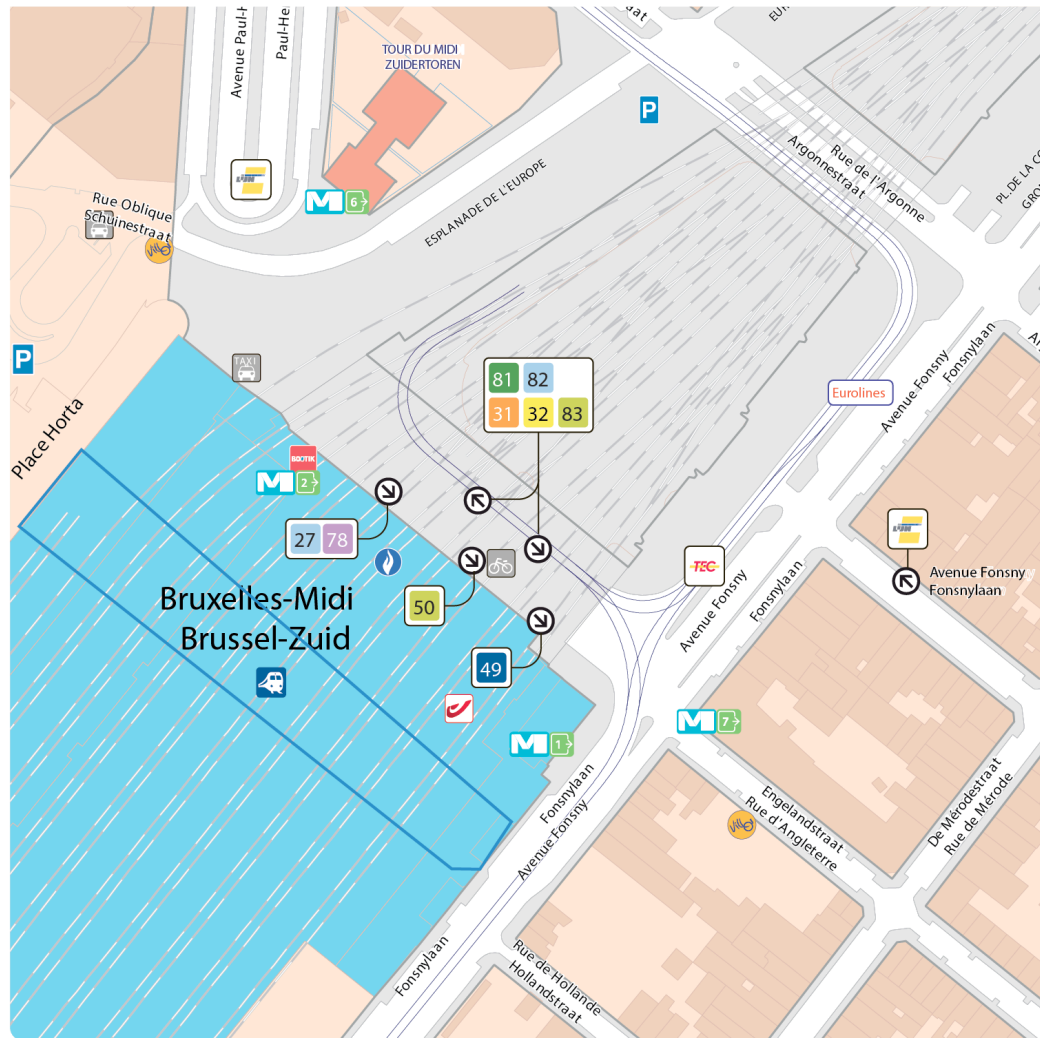 Avenue Paul-H
Paul-He
TOUR DU MIDI
ZUIDERTOREN
P
Rue de l'Argonne
Argonnestraat
PL. DE LA CO
GRO
M 6
ESPLANADE DE L'EUROPE
Rue Oblique
Schuinestraat
P
TAXI
Place Horta
81 82
31 32 83
Eurolines
Avenue Fonsny
Fonsnylaan
BOOTIK
M 2
27 78
50
49
TEC
Avenue Fonsny
Fonsnylaan
Avenue Fonsny
Fonsnylaan
Bruxelles-Midi
Brussel-Zuid
M 1
M 7
Fonsnylaan
Avenue Fonsny
Engelandstraat
Rue d'Angleterre
De Mérodestraat
Rue de Mérode
Fonsnylaan
Rue de Hollande
Hollandstraat